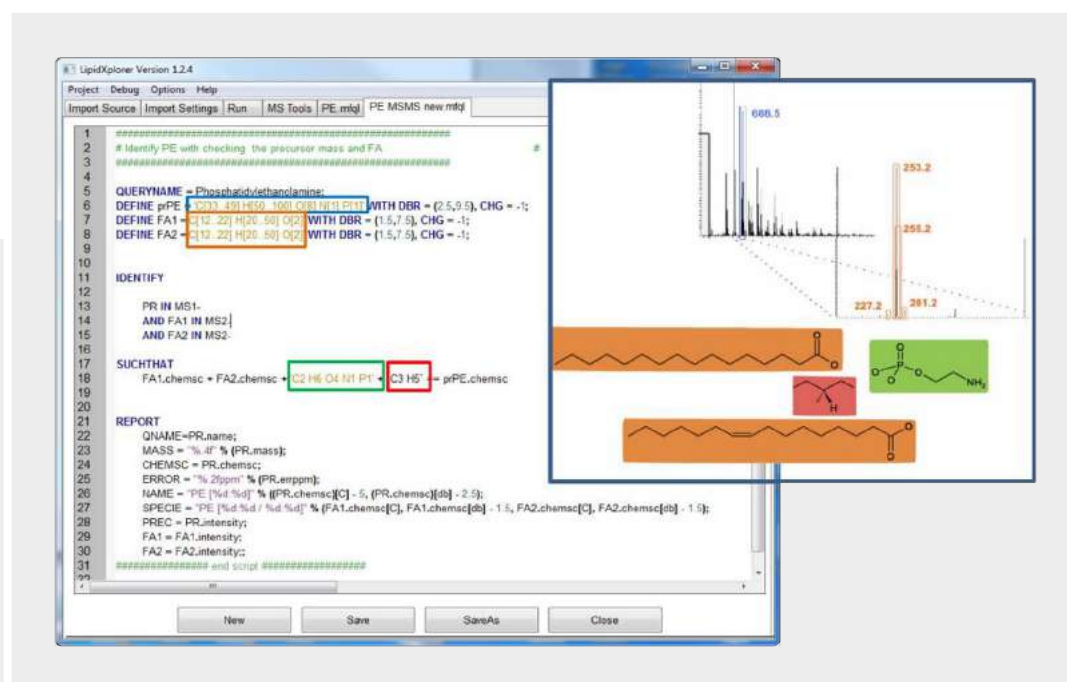 LipidXplorer Version 1.2.4
Project Debug Options Help
Import Source Import Settings Run MS Tools PE.mfql PE MSMS new.mfql
1 ############################################################
2 # Identify PE with checking the precursor mass and FA #
3 ############################################################
4
5 QUERYNAME = Phosphatidylethanolamine;
6 DEFINE prPE = 'C[33..49] H[50..100] O[8] N[1] P[1]' WITH DBR = (2.5,9.5), CHG = -1;
7 DEFINE FA1 = C[12..22] H[20..50] O[2] WITH DBR = (1.5,7.5), CHG = -1;
8 DEFINE FA2 = C[12..22] H[20..50] O[2] WITH DBR = (1.5,7.5), CHG = -1;
9
10
11 IDENTIFY
12
13 PR IN MS1-
14 AND FA1 IN MS2-
15 AND FA2 IN MS2-
16
17 SUCHTHAT
18 FA1.chemsc + FA2.chemsc + 'C2 H6 O4 N1 P1' + 'C3 H5' == prPE.chemsc
19
20
21 REPORT
22 QNAME=PR.name;
23 MASS = "%.4f" % (PR.mass);
24 CHEMSC = PR.chemsc;
25 ERROR = "%.2fppm" % (PR.errppm);
26 NAME = "PE [%d:%d]" % ((PR.chemsc)[C] - 5, (PR.chemsc)[db] - 2.5);
27 SPECIE = "PE [%d:%d / %d:%d]" % (FA1.chemsc[C], FA1.chemsc[db] - 1.5, FA2.chemsc[C], FA2.chemsc[db] - 1.5);
28 PREC = PR.intensity;
29 FA1 = FA1.intensity;
30 FA2 = FA2.intensity;;
31 ################ end script ##################
New Save SaveAs Close
666.5
253.2
255.2
227.2 281.2
O
O
O
O
P
O
O
NH2
H
O
O